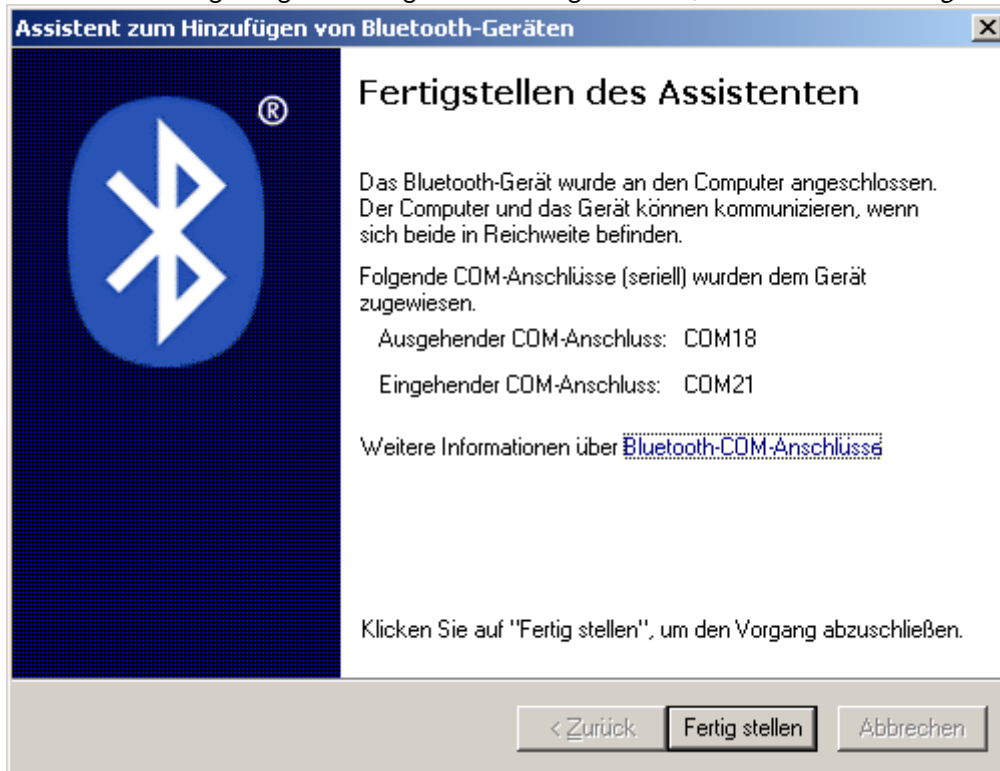 Assistent zum Hinzufügen von Bluetooth-Geräten
®
Fertigstellen des Assistenten
Das Bluetooth-Gerät wurde an den Computer angeschlossen.
Der Computer und das Gerät können kommunizieren, wenn
sich beide in Reichweite befinden.
Folgende COM-Anschlüsse (seriell) wurden dem Gerät
zugewiesen.
Ausgehender COM-Anschluss: COM18
Eingehender COM-Anschluss: COM21
Weitere Informationen über Bluetooth-COM-Anschlüsse
Klicken Sie auf "Fertig stellen", um den Vorgang abzuschließen.
< Zurück Fertig stellen Abbrechen